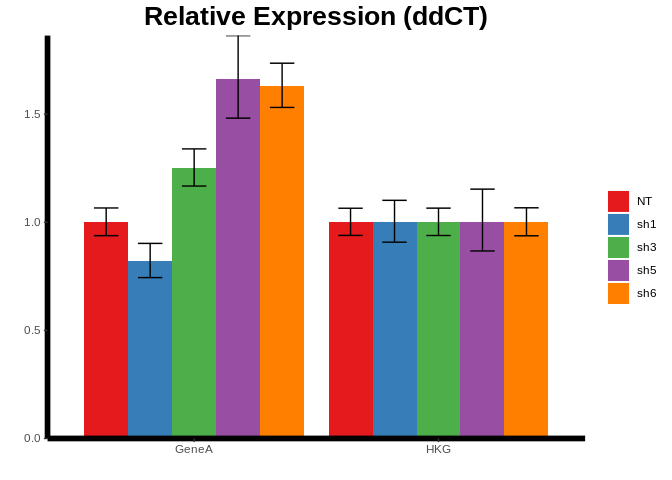 Relative Expression (ddCT)
1.5
1.0
0.5
0.0
GeneA
HKG
NT
sh1
sh3
sh5
sh6